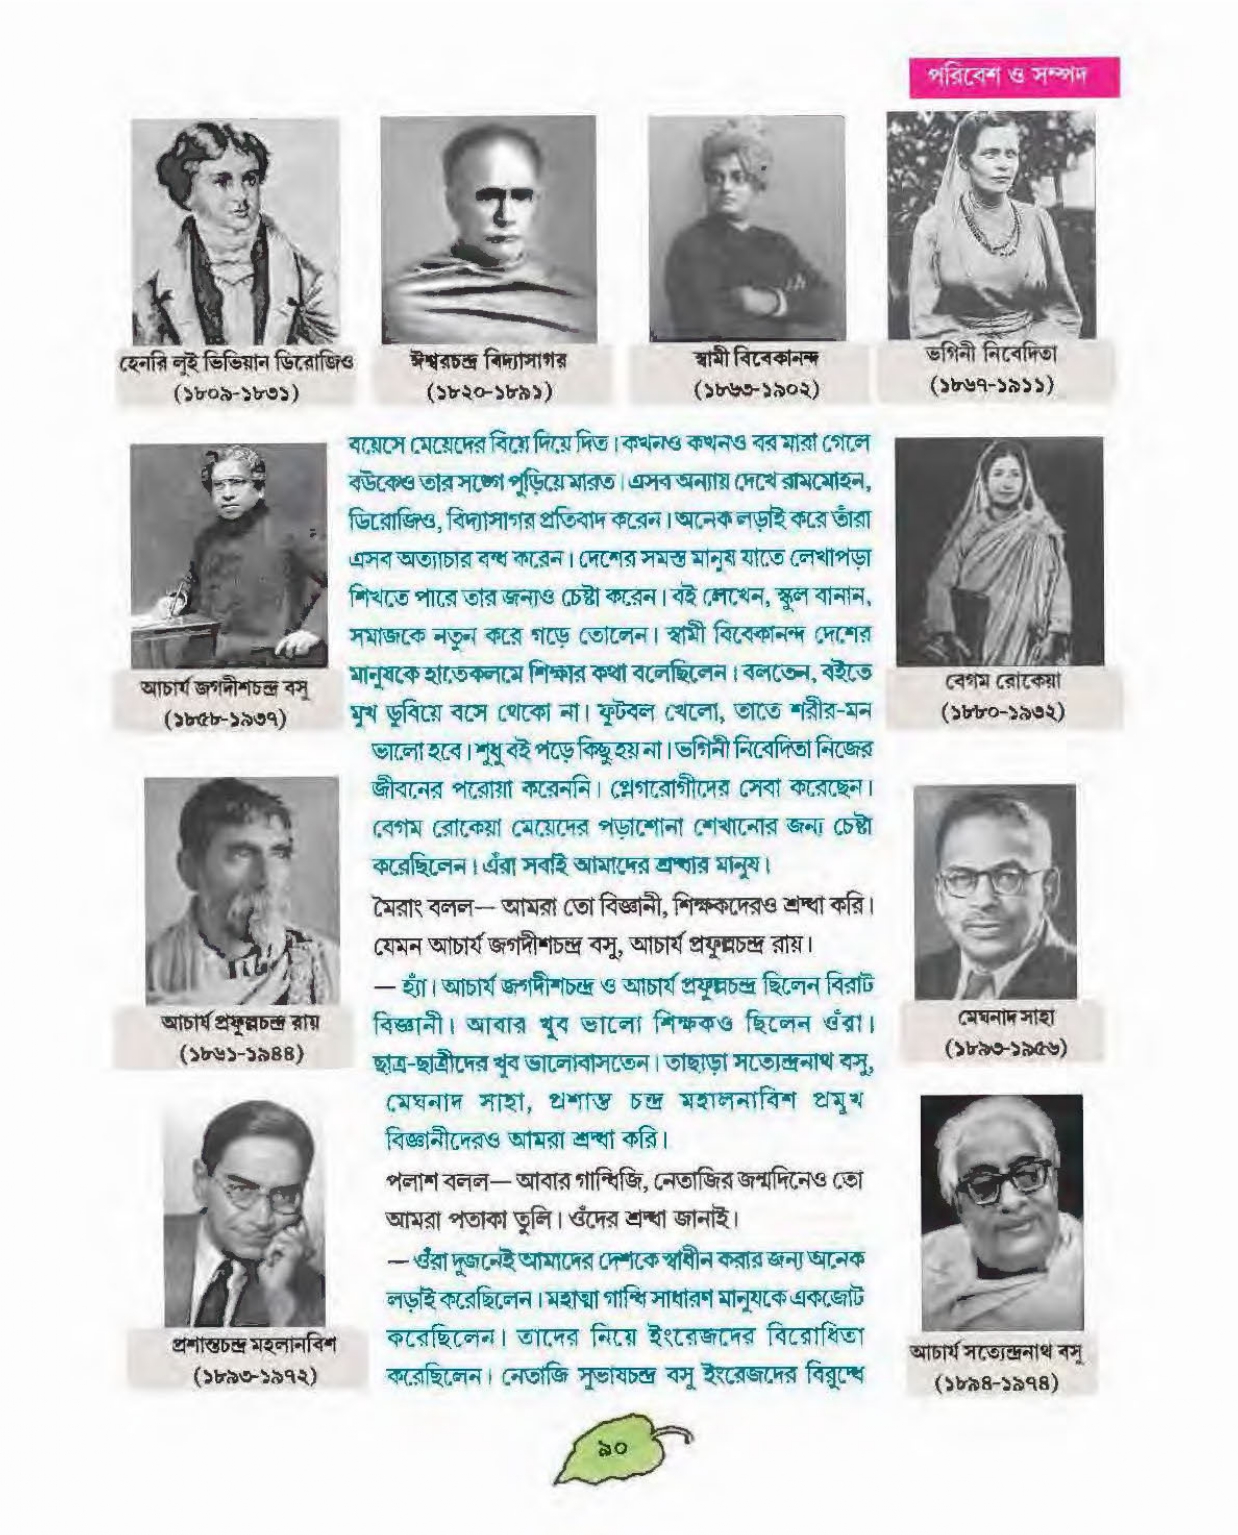 পরিবেশ ও সম্পদ
হেনরি লুই ভিভিয়ান ডিরোজিও
(১৮০৯-১৮৩১)
ঈশ্বরচন্দ্র বিদ্যাসাগর
(১৮২০-১৮৯১)
স্বামী বিবেকানন্দ
(১৮৬৩-১৯০২)
ভগিনী নিবেদিতা
(১৮৬৭-১৯১১)
বয়েসে মেয়েদের বিয়ে দিয়ে দিত। কখনও কখনও বর মারা গেলে
বউকেও তার সঙ্গে পুড়িয়ে মারত। এসব অন্যায় দেখে রামমোহন,
ডিরোজিও, বিদ্যাসাগর প্রতিবাদ করেন। অনেক লড়াই করে তাঁরা
এসব অত্যাচার বন্ধ করেন। দেশের সমস্ত মানুষ যাতে লেখাপড়া
শিখতে পারে তার জন্যও চেষ্টা করেন। বই লেখেন, স্কুল বানান,
সমাজকে নতুন করে গড়ে তোলেন। স্বামী বিবেকানন্দ দেশের
মানুষকে হাতেকলমে শিক্ষার কথা বলেছিলেন। বলতেন, বইতে
মুখ ডুবিয়ে বসে থেকো না। ফুটবল খেলো, তাতে শরীর-মন
ভালো হবে। শুধু বই পড়ে কিছু হয় না। ভগিনী নিবেদিতা নিজের
জীবনের পরোয়া করেননি। প্লেগরোগীদের সেবা করেছেন।
বেগম রোকেয়া মেয়েদের পড়াশোনা শেখানোর জন্য চেষ্টা
করেছিলেন। এঁরা সবাই আমাদের শ্রদ্ধার মানুষ।
মৈরাং বলল— আমরা তো বিজ্ঞানী, শিক্ষকদেরও শ্রদ্ধা করি।
যেমন আচার্য জগদীশচন্দ্র বসু, আচার্য প্রফুল্লচন্দ্র রায়।
— হ্যাঁ। আচার্য জগদীশচন্দ্র ও আচার্য প্রফুল্লচন্দ্র ছিলেন বিরাট
বিজ্ঞানী। আবার খুব ভালো শিক্ষকও ছিলেন ওঁরা।
ছাত্র-ছাত্রীদের খুব ভালোবাসতেন। তাছাড়া সত্যেন্দ্রনাথ বসু,
মেঘনাদ সাহা, প্রশান্ত চন্দ্র মহালনাবিশ প্রমুখ
বিজ্ঞানীদেরও আমরা শ্রদ্ধা করি।
পলাশ বলল— আবার গান্ধিজি, নেতাজির জন্মদিনেও তো
আমরা পতাকা তুলি। ওঁদের শ্রদ্ধা জানাই।
— ওঁরা দুজনেই আমাদের দেশকে স্বাধীন করার জন্য অনেক
লড়াই করেছিলেন। মহাত্মা গান্ধি সাধারণ মানুষকে একজোট
করেছিলেন। তাদের নিয়ে ইংরেজদের বিরোধিতা
করেছিলেন। নেতাজি সুভাষচন্দ্র বসু ইংরেজদের বিরুদ্ধে
আচার্য জগদীশচন্দ্র বসু
(১৮৫৮-১৯৩৭)
বেগম রোকেয়া
(১৮৮০-১৯৩২)
আচার্য প্রফুল্লচন্দ্র রায়
(১৮৬১-১৯৪৪)
মেঘনাদ সাহা
(১৮৯৩-১৯৫৬)
প্রশান্তচন্দ্র মহলানবিশ
(১৮৯৩-১৯৭২)
আচার্য সত্যেন্দ্রনাথ বসু
(১৮৯৪-১৯৭৪)
৯০